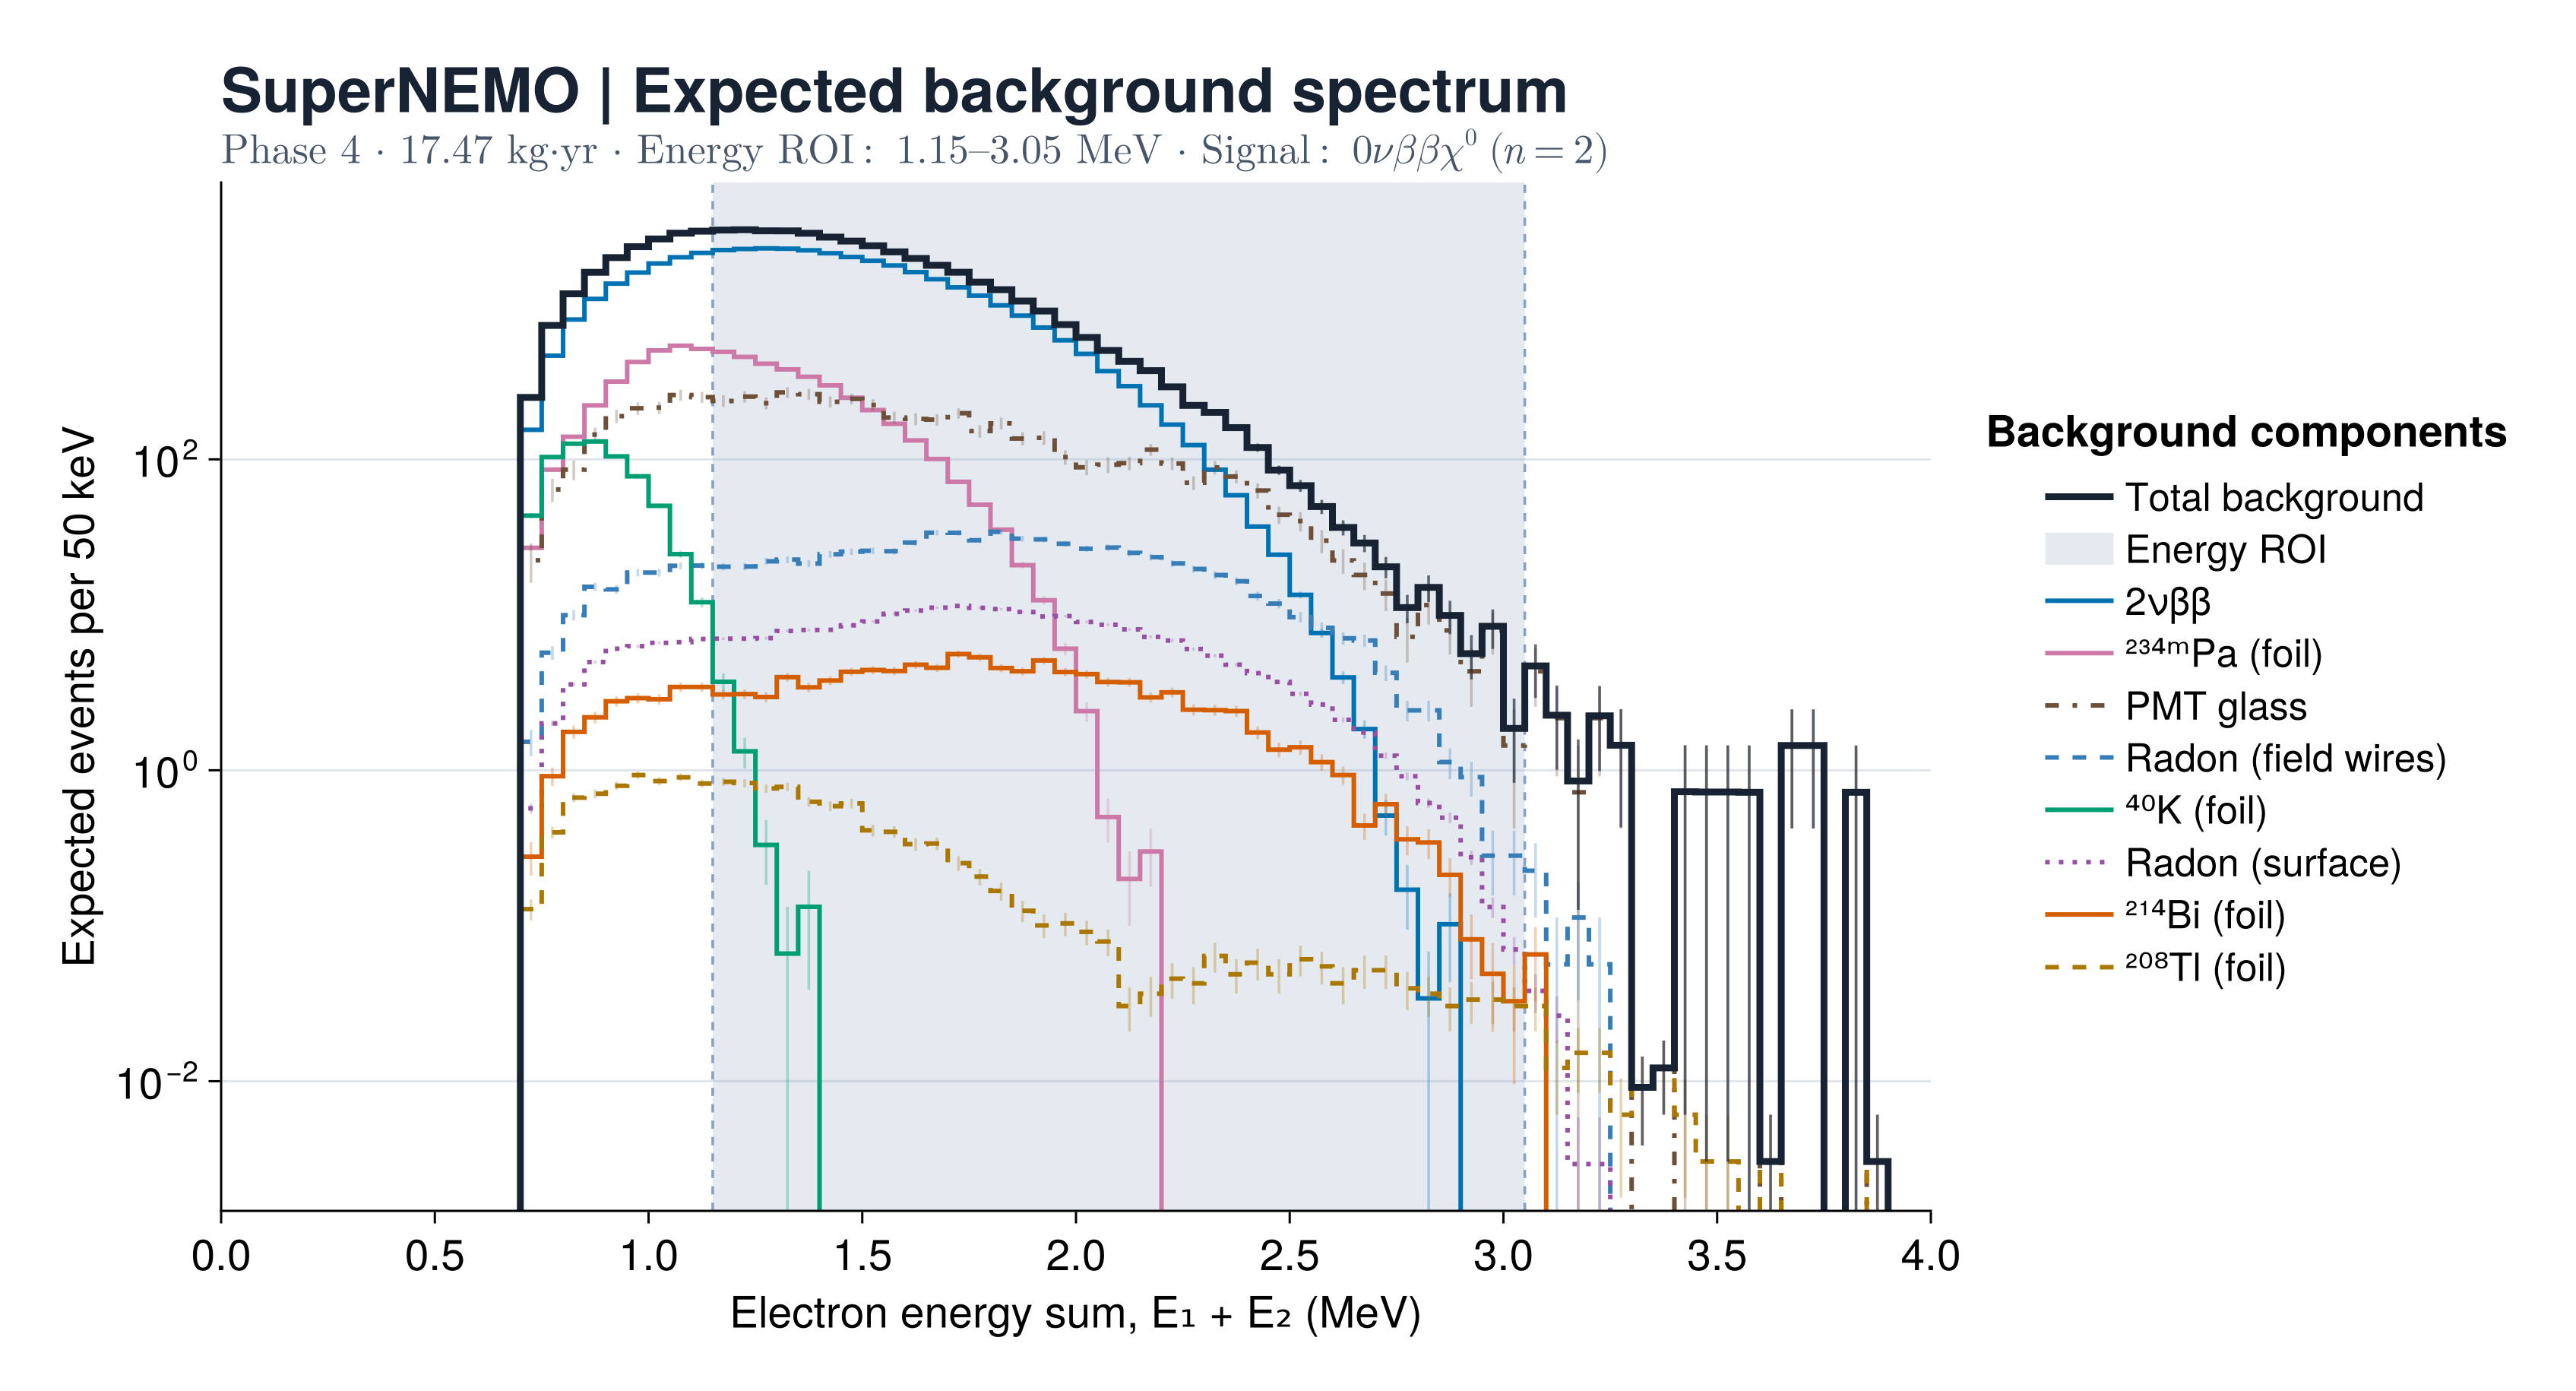 SuperNEMO | Expected background spectrum
Phase 4 · 17.47 kg·yr · Energy ROI: 1.15–3.05 MeV · Signal: 0νββχ⁰ (n = 2)
Expected events per 50 keV
10²
10⁰
10⁻²
0.0 0.5 1.0 1.5 2.0 2.5 3.0 3.5 4.0
Electron energy sum, E₁ + E₂ (MeV)
Background components
Total background
Energy ROI
2νββ
²³⁴ᵐPa (foil)
PMT glass
Radon (field wires)
⁴⁰K (foil)
Radon (surface)
²¹⁴Bi (foil)
²⁰⁸Tl (foil)